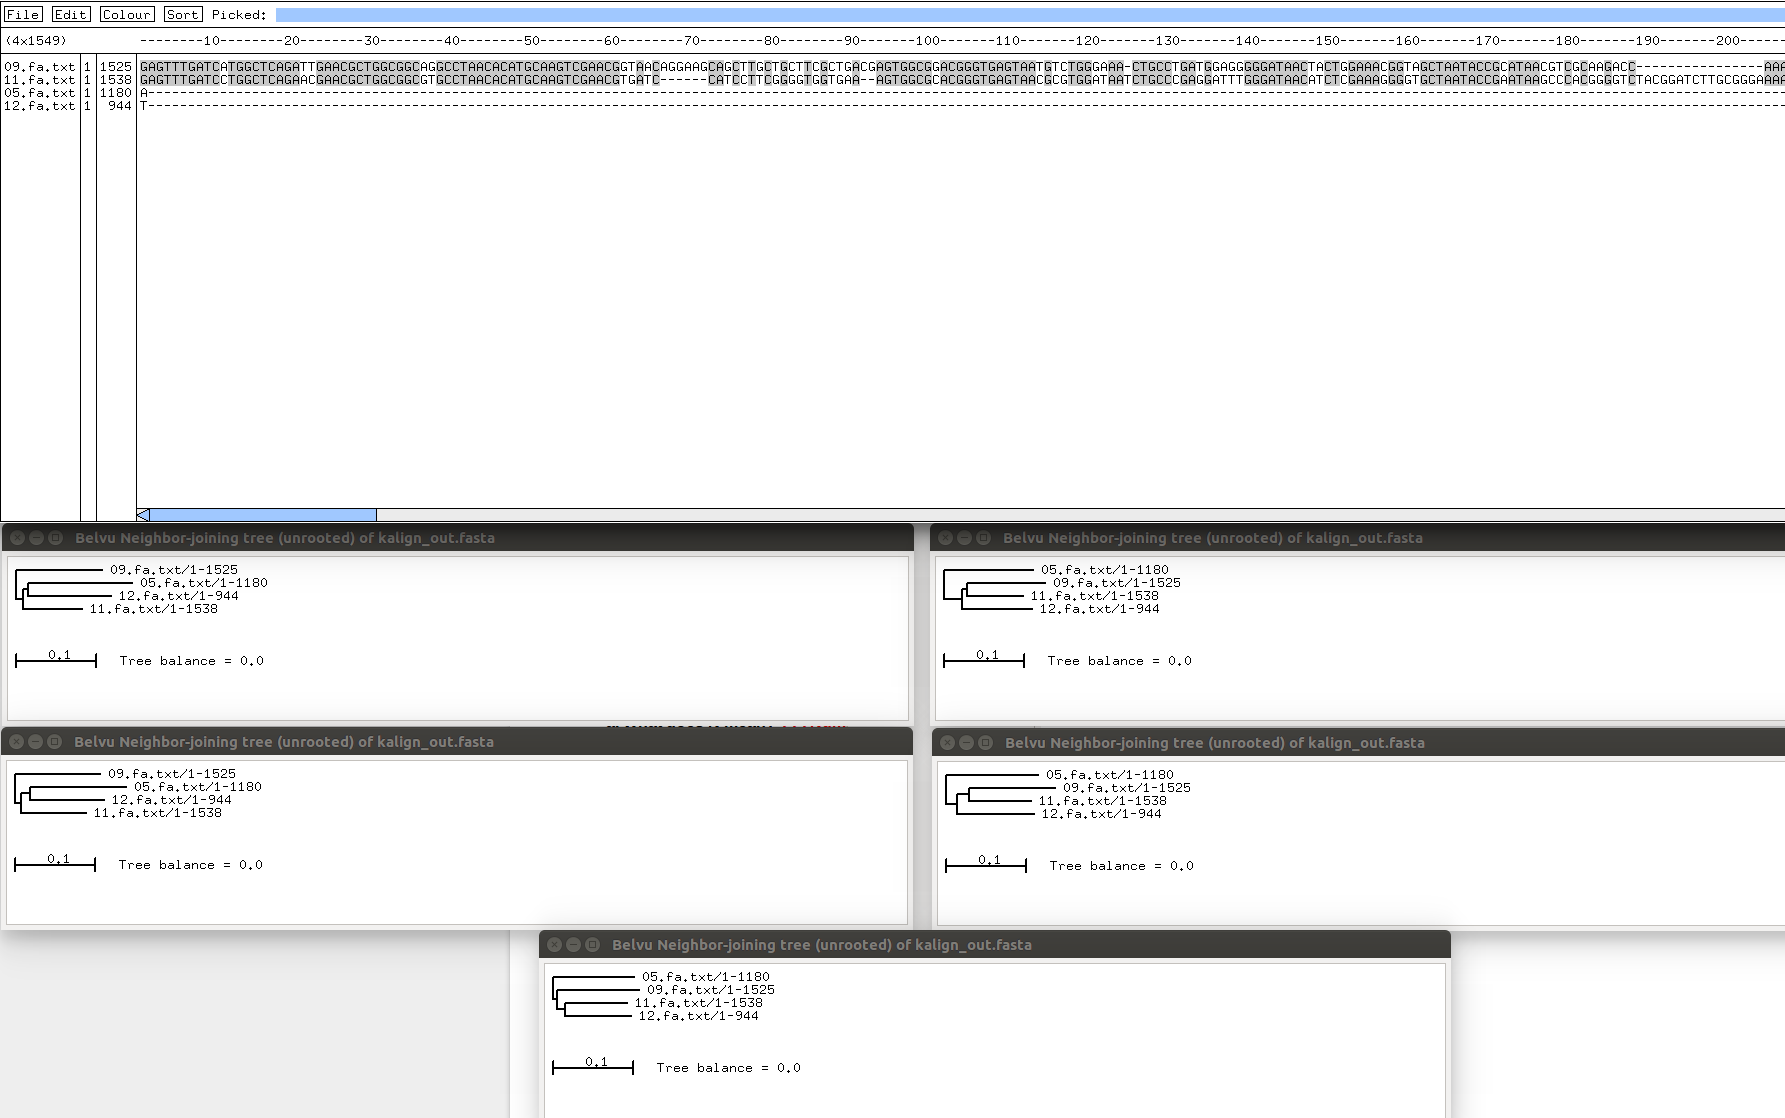 File Edit Colour Sort Picked:
(4x1549) --------10--------20--------30--------40--------50--------60--------70--------80--------90-------100-------110-------120-------130-------140-------150-------160-------170-------180-------190-------200-----
09.fa.txt 1 1525 GAGTTTGATCATGGCTCAGATTGAACGCTGGCGGCAGGCCTAACACATGCAAGTCGAACGGTAACAGGAAGCAGCTTGCTGCTTCGCTGACGAGTGGCGGACGGGTGAGTAATGTCTGGGAAA-CTGCCTGATGGAGGGGGATAACTACTGGAAACGGTAGCTAATACCGCATAACGTCGCAAGACC----------------AAA
11.fa.txt 1 1538 GAGTTTGATCCTGGCTCAGAACGAACGCTGGCGGCGTGCCTAACACATGCAAGTCGAACGTGATC------CATCCTTCGGGGTGGTGAA--AGTGGCGCACGGGTGAGTAACGCGTGGATAATCTGCCCGAGGATTTGGGATAACATCTCGAAAGGGGTGCTAATACCGAATAAGCCCACGGGGTCTACGGATCTTGCGGGAAAA
05.fa.txt 1 1180 A-------------------------------------------------------------------------------------------------------------------------------------------------------------------------------------------------------------
12.fa.txt 1 944 T-------------------------------------------------------------------------------------------------------------------------------------------------------------------------------------------------------------
Belvu Neighbor-joining tree (unrooted) of kalign_out.fasta
09.fa.txt/1-1525
05.fa.txt/1-1180
12.fa.txt/1-944
11.fa.txt/1-1538
0.1 Tree balance = 0.0
Belvu Neighbor-joining tree (unrooted) of kalign_out.fasta
05.fa.txt/1-1180
09.fa.txt/1-1525
11.fa.txt/1-1538
12.fa.txt/1-944
0.1 Tree balance = 0.0
Belvu Neighbor-joining tree (unrooted) of kalign_out.fasta
09.fa.txt/1-1525
05.fa.txt/1-1180
12.fa.txt/1-944
11.fa.txt/1-1538
0.1 Tree balance = 0.0
Belvu Neighbor-joining tree (unrooted) of kalign_out.fasta
05.fa.txt/1-1180
09.fa.txt/1-1525
11.fa.txt/1-1538
12.fa.txt/1-944
0.1 Tree balance = 0.0
Belvu Neighbor-joining tree (unrooted) of kalign_out.fasta
05.fa.txt/1-1180
09.fa.txt/1-1525
11.fa.txt/1-1538
12.fa.txt/1-944
0.1 Tree balance = 0.0